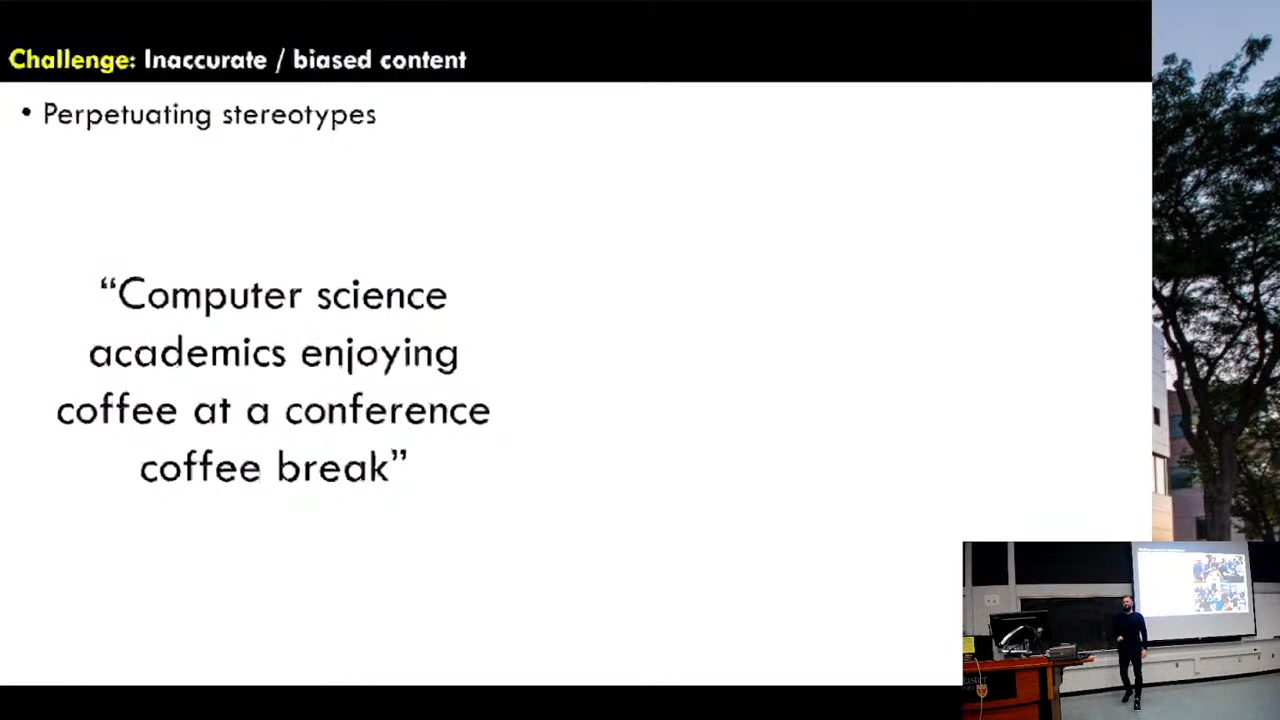 Challenge: Inaccurate / biased content
• Perpetuating stereotypes
“Computer science
academics enjoying
coffee at a conference
coffee break”